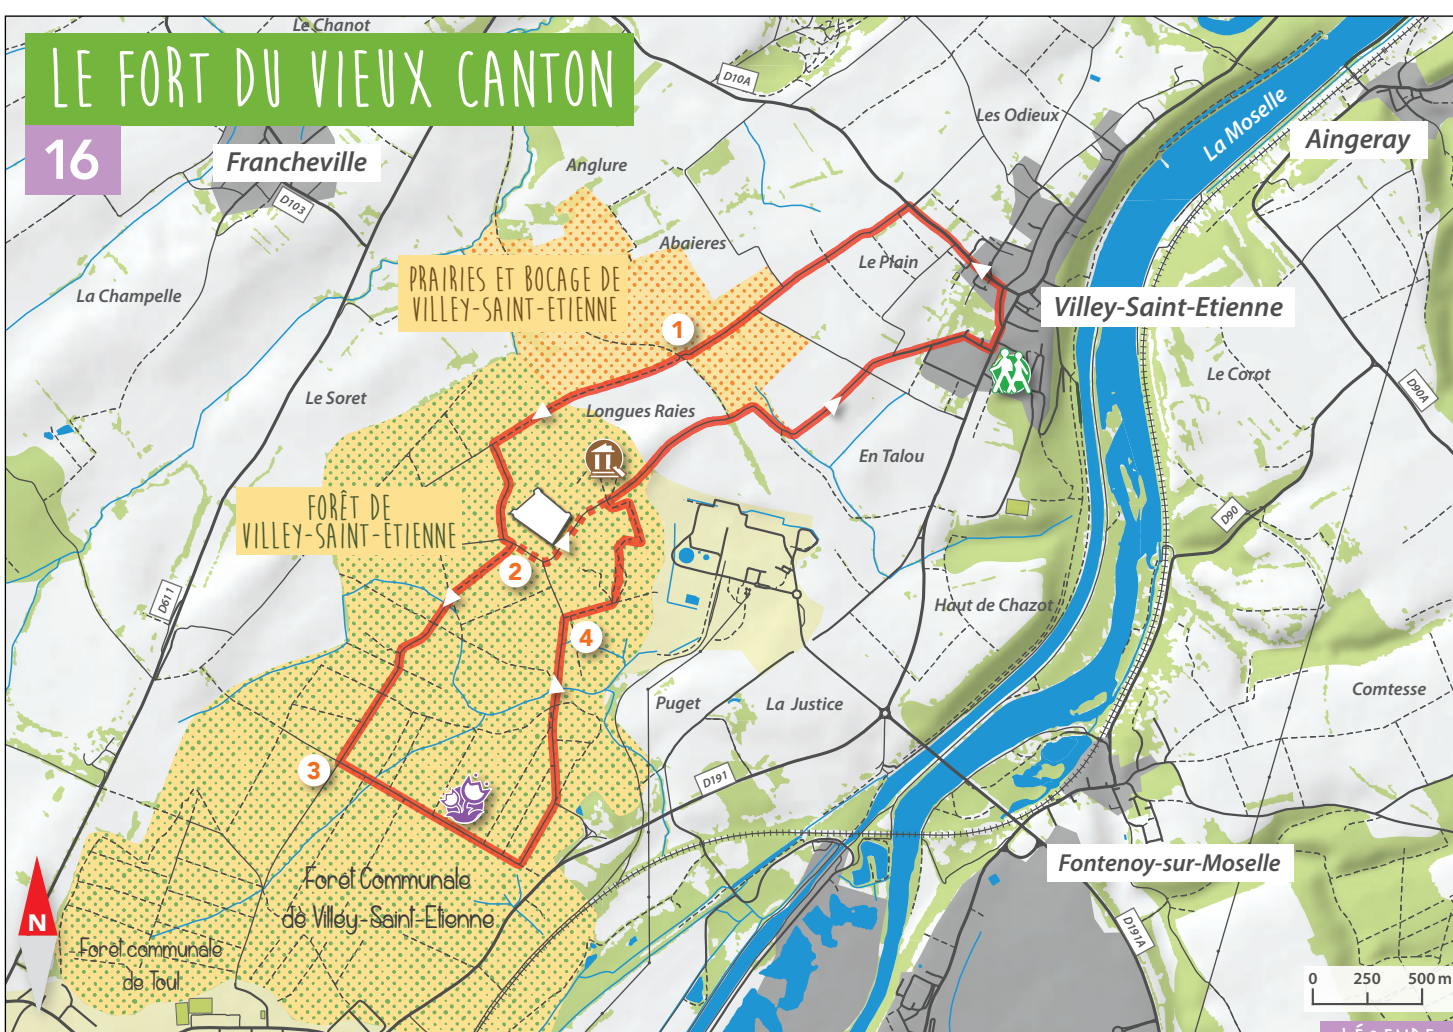 Le Chanot
LE FORT DU VIEUX CANTON
16
D10A
Les Odieux
La Moselle
Aingeray
Francheville
Anglure
D103
Abaieres
Le Plain
PRAIRIES ET BOCAGE DE
VILLEY-SAINT-ETIENNE
La Champelle
Villey-Saint-Etienne
1
Le Corot
D90A
Le Soret
Longues Raies
En Talou
FORÊT DE
VILLEY-SAINT-ETIENNE
D90
2
D611
Haut de Chazot
4
Comtesse
Puget
La Justice
3
D191
Fontenoy-sur-Moselle
Forêt Communale
de Villey-Saint-Etienne
N
D191A
Foret communale
de Toul
0 250 500 m